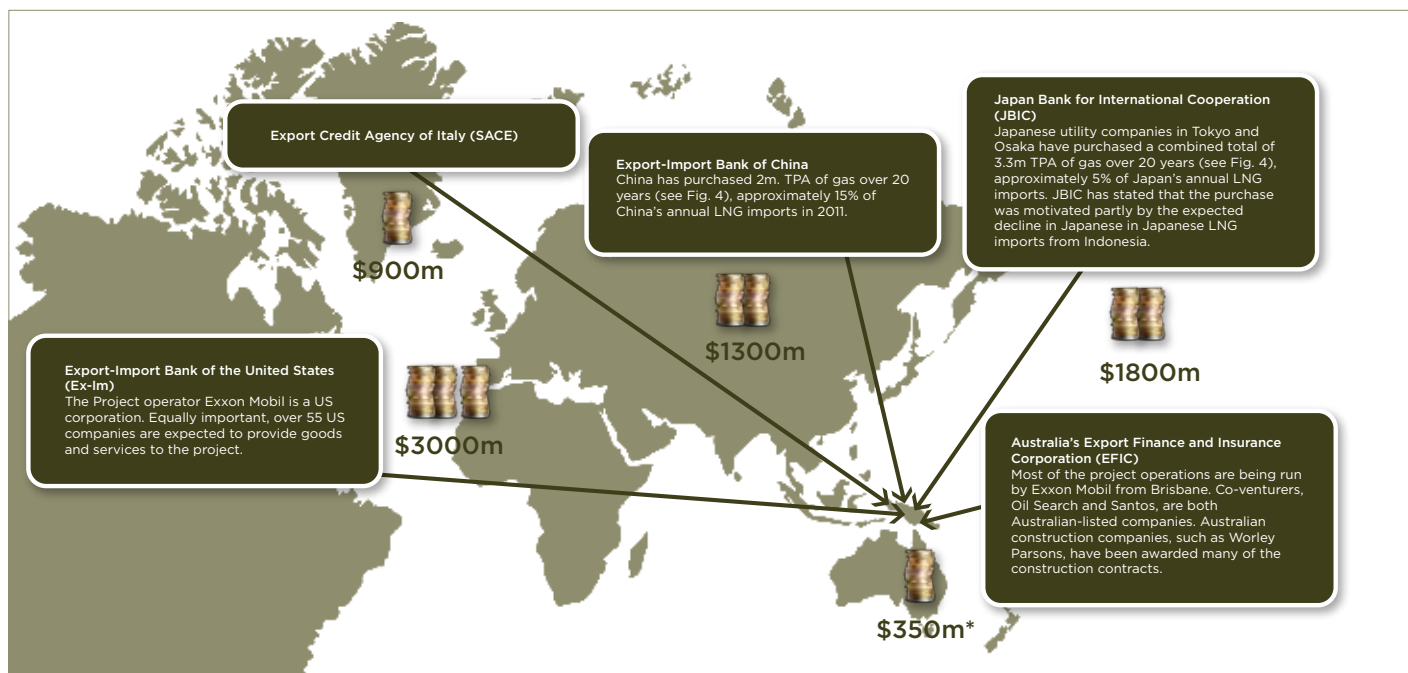 Export Credit Agency of Italy (SACE)
$900m
Export-Import Bank of China
China has purchased 2m. TPA of gas over 20
years (see Fig. 4), approximately 15% of
China's annual LNG imports in 2011.
$1300m
Japan Bank for International Cooperation
(JBIC)
Japanese utility companies in Tokyo and
Osaka have purchased a combined total of
3.3m TPA of gas over 20 years (see Fig. 4),
approximately 5% of Japan's annual LNG
imports. JBIC has stated that the purchase
was motivated partly by the expected
decline in Japanese in Japanese LNG
imports from Indonesia.
$1800m
Export-Import Bank of the United States
(Ex-Im)
The Project operator Exxon Mobil is a US
corporation. Equally important, over 55 US
companies are expected to provide goods
and services to the project.
$3000m
Australia's Export Finance and Insurance
Corporation (EFIC)
Most of the project operations are being run
by Exxon Mobil from Brisbane. Co-venturers,
Oil Search and Santos, are both
Australian-listed companies. Australian
construction companies, such as Worley
Parsons, have been awarded many of the
construction contracts.
$350m*